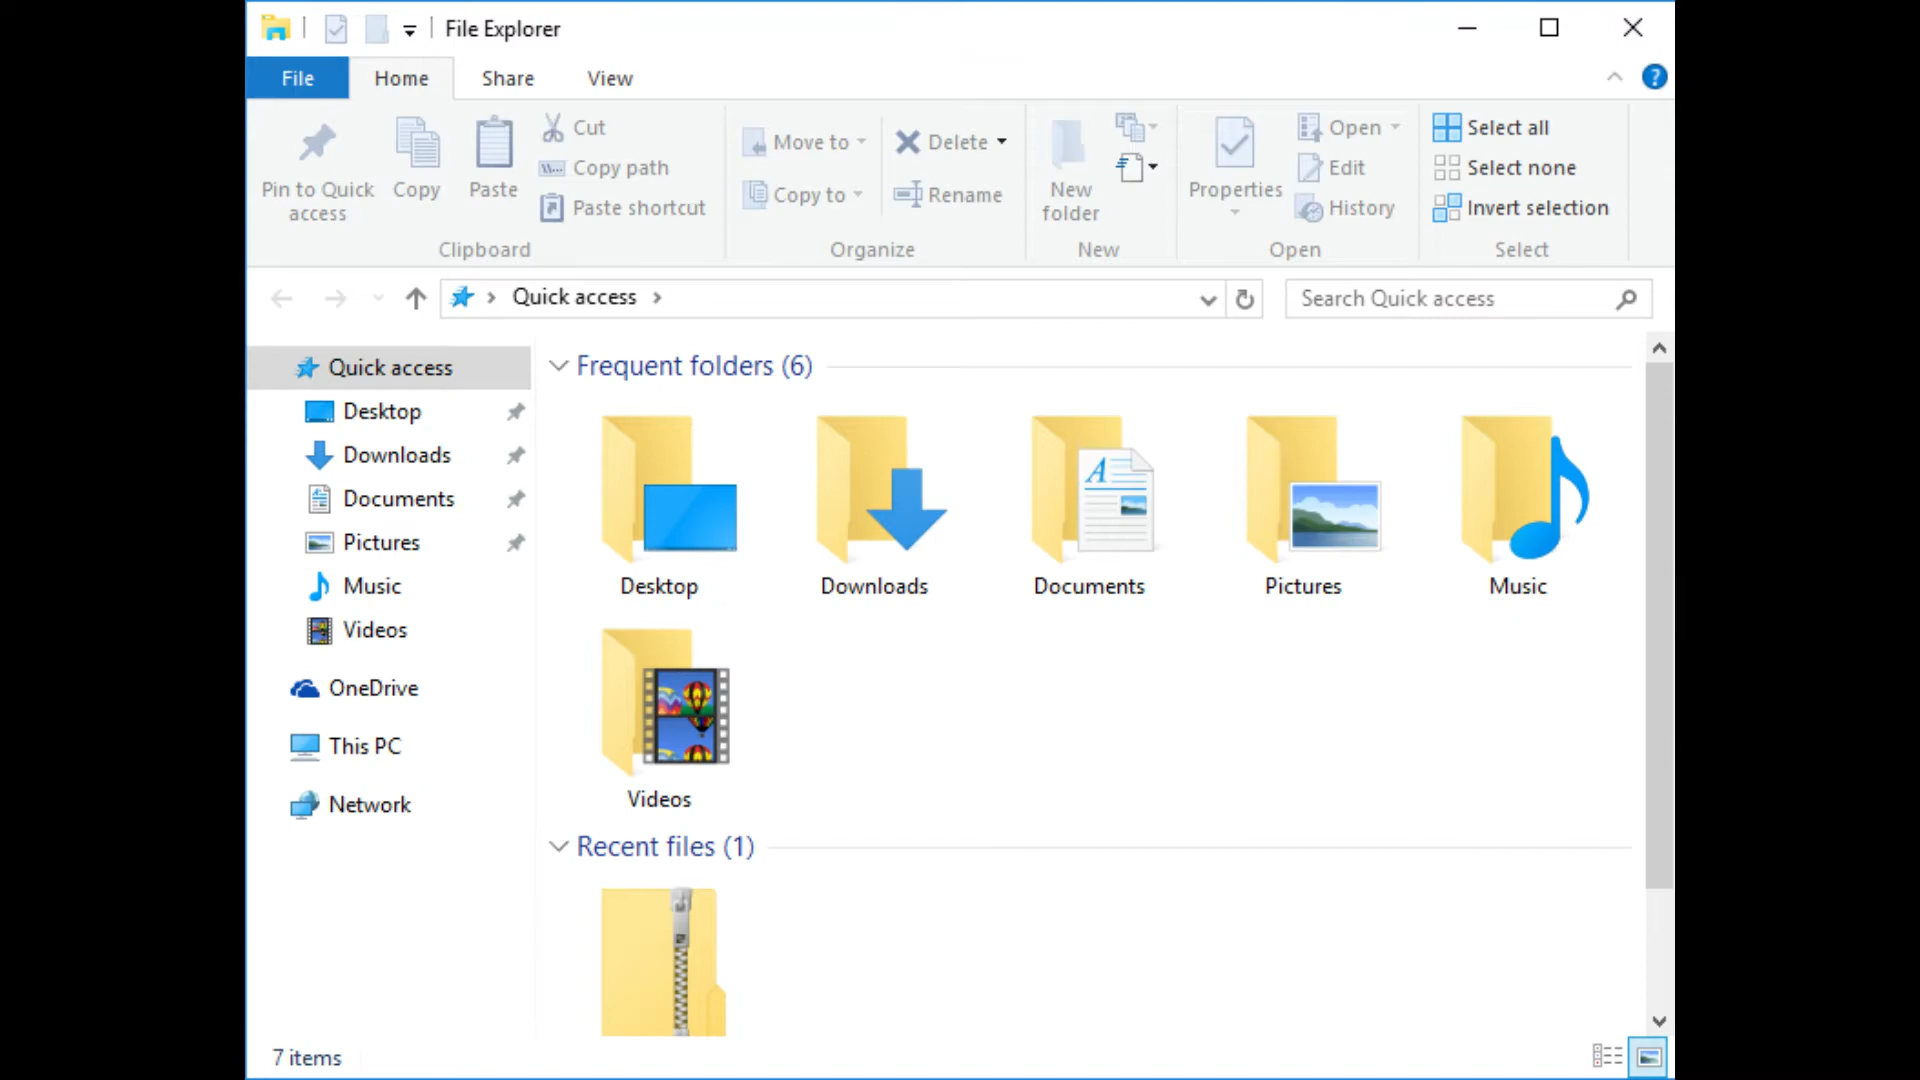 File Explorer
File Home Share View
Pin to Quick access
Copy
Paste
Cut
Copy path
Paste shortcut
Clipboard
Move to
Copy to
Delete
Rename
Organize
New folder
New
Properties
Open
Edit
History
Open
Select all
Select none
Invert selection
Select
Quick access
Search Quick access
Quick access
Desktop
Downloads
Documents
Pictures
Music
Videos
OneDrive
This PC
Network
Frequent folders (6)
Desktop Downloads Documents Pictures Music
Videos
Recent files (1)
7 items